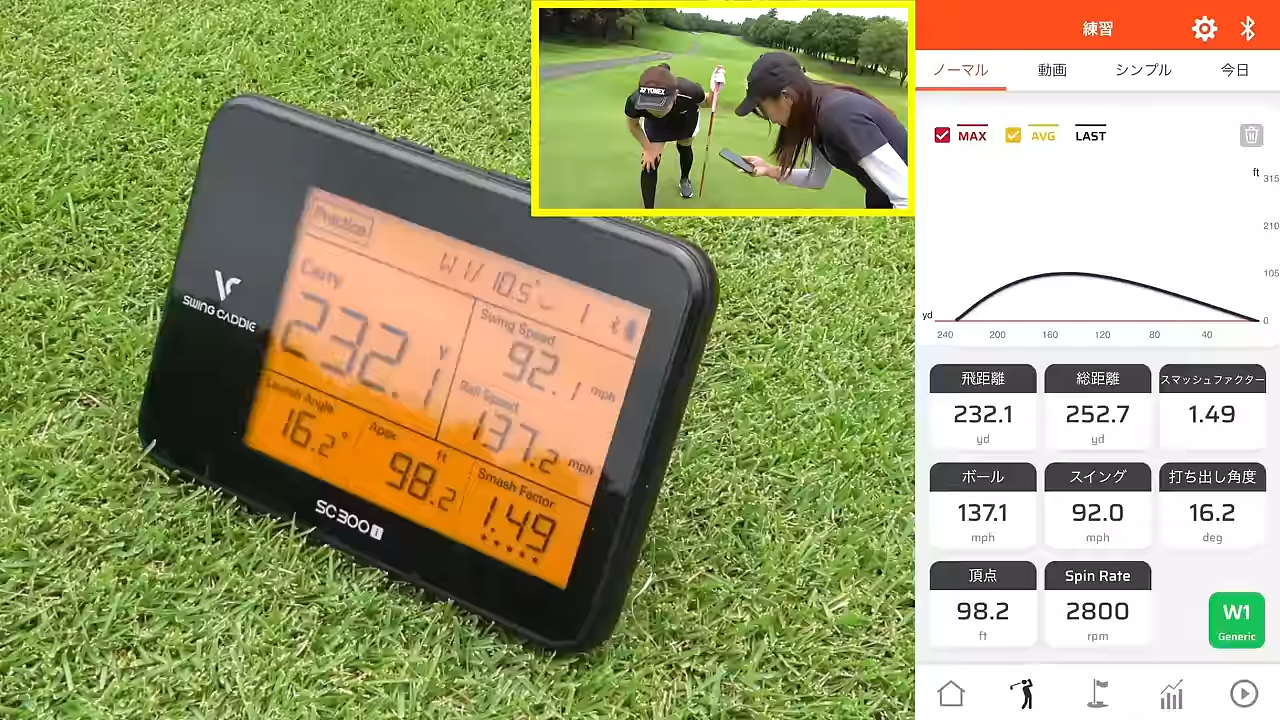 SWING CADDIE
Practice
W 1/ 10.5° 1
Carry
232.1 Y
Swing Speed
92.1 mph
Ball Speed
137.2 mph
Launch Angle
16.2°
Apex
98.2 ft
Smash Factor
1.49
SC300i
YONEX
練習
ノーマル 動画 シンプル 今日
MAX AVG LAST
ft 315
210
105
0
yd
240 200 160 120 80 40
飛距離 総距離 スマッシュファクター
232.1 252.7 1.49
yd yd
ボール スイング 打ち出し角度
137.1 92.0 16.2
mph mph deg
頂点 Spin Rate
98.2 2800
ft rpm
W1
Generic